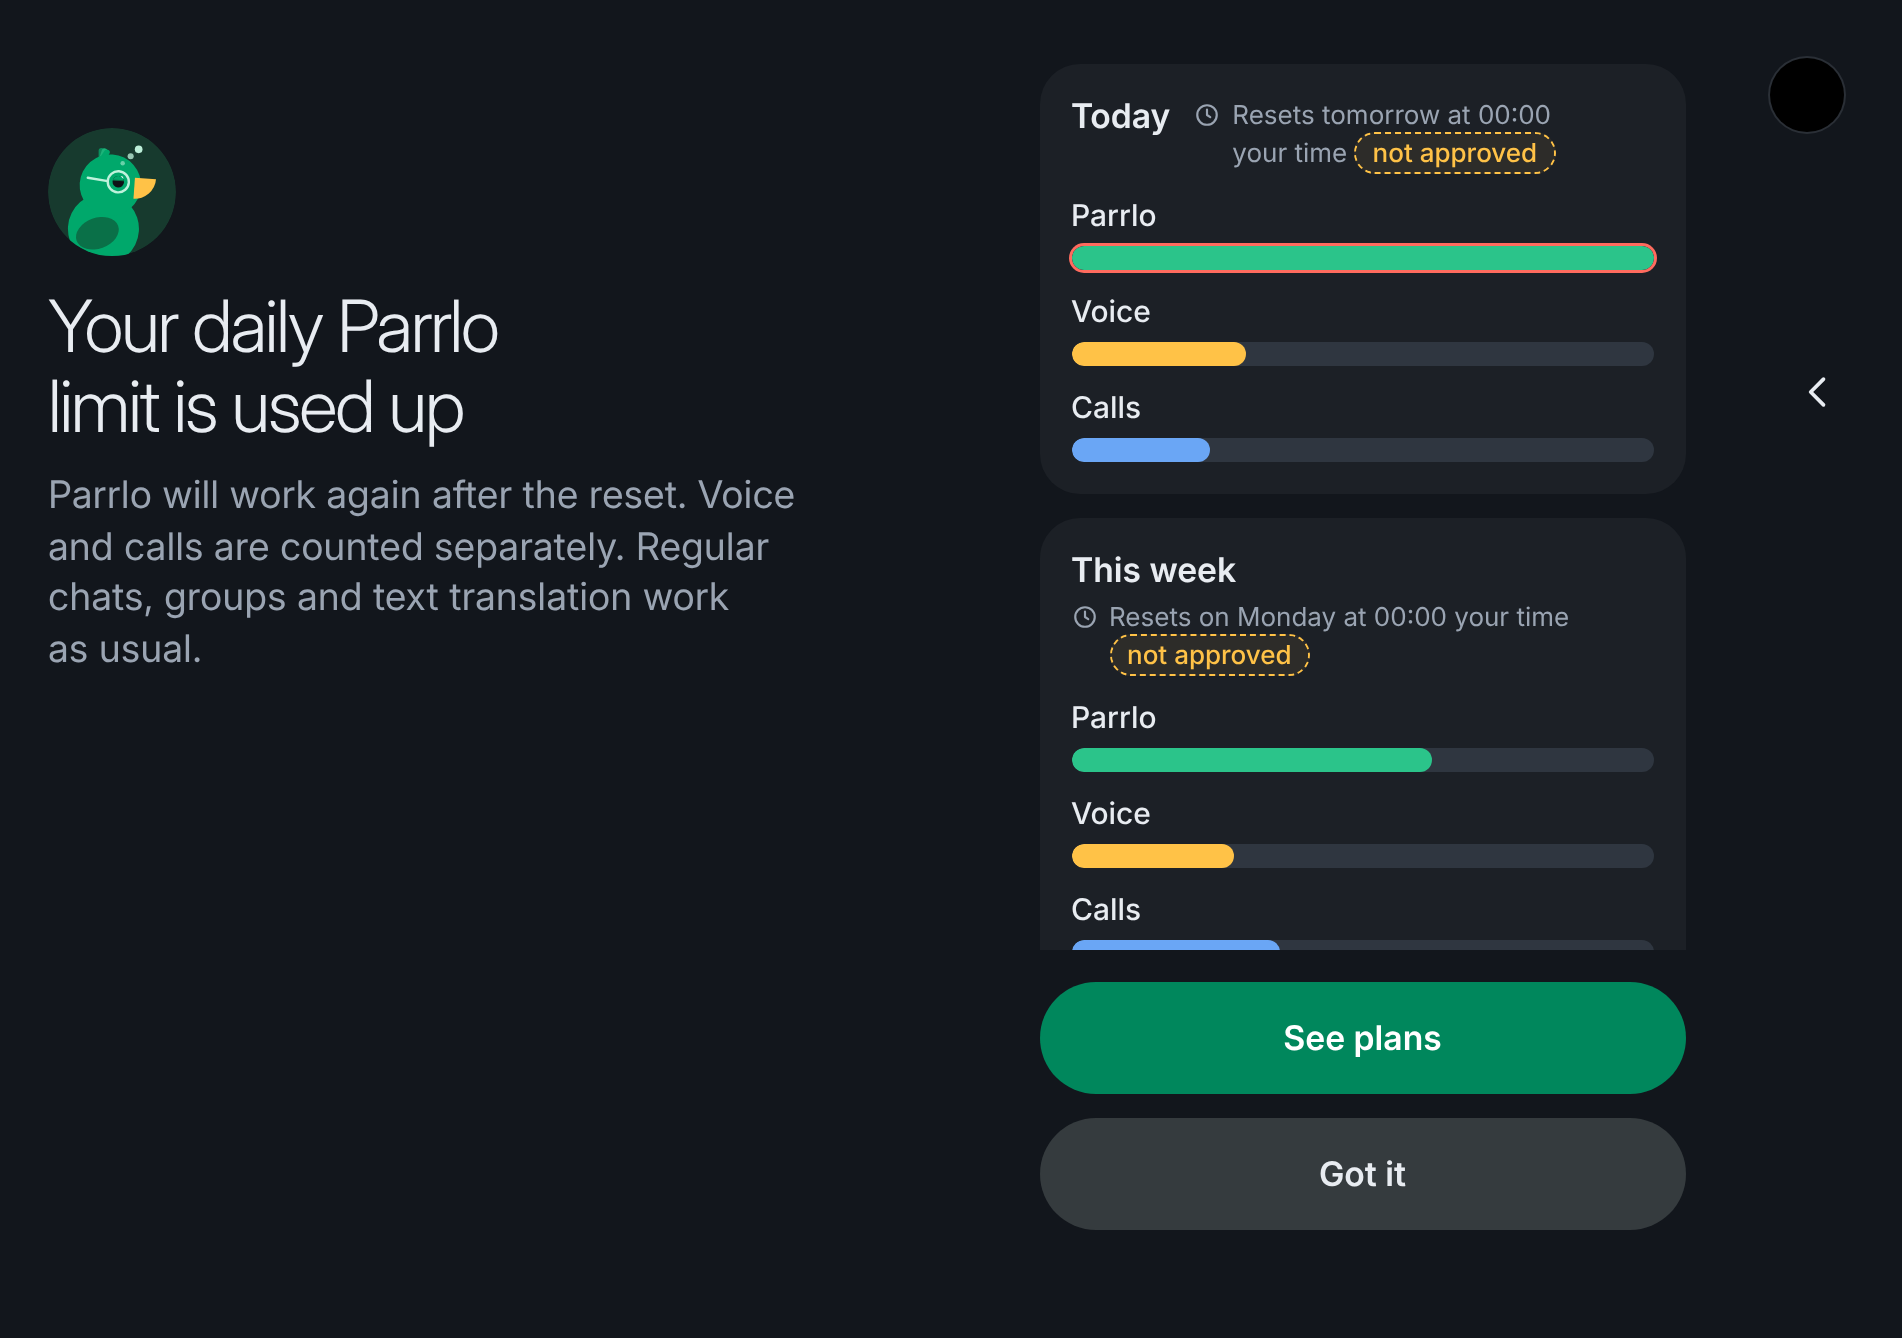 Your daily Parrlo
limit is used up
Parrlo will work again after the reset. Voice
and calls are counted separately. Regular
chats, groups and text translation work
as usual.
Today
Resets tomorrow at 00:00
your time not approved
Parrlo
Voice
Calls
This week
Resets on Monday at 00:00 your time
not approved
Parrlo
Voice
Calls
See plans
Got it